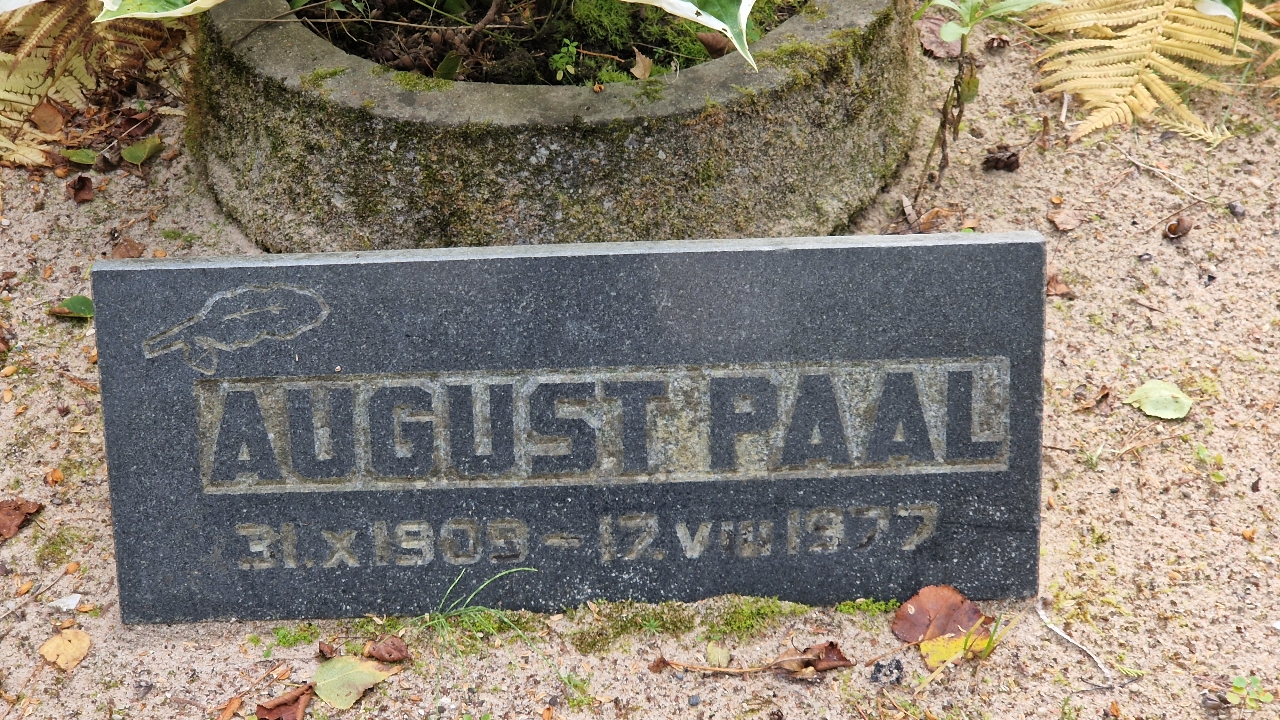 AUGUST PAAL
31.X 1909 – 17.VIII 1977